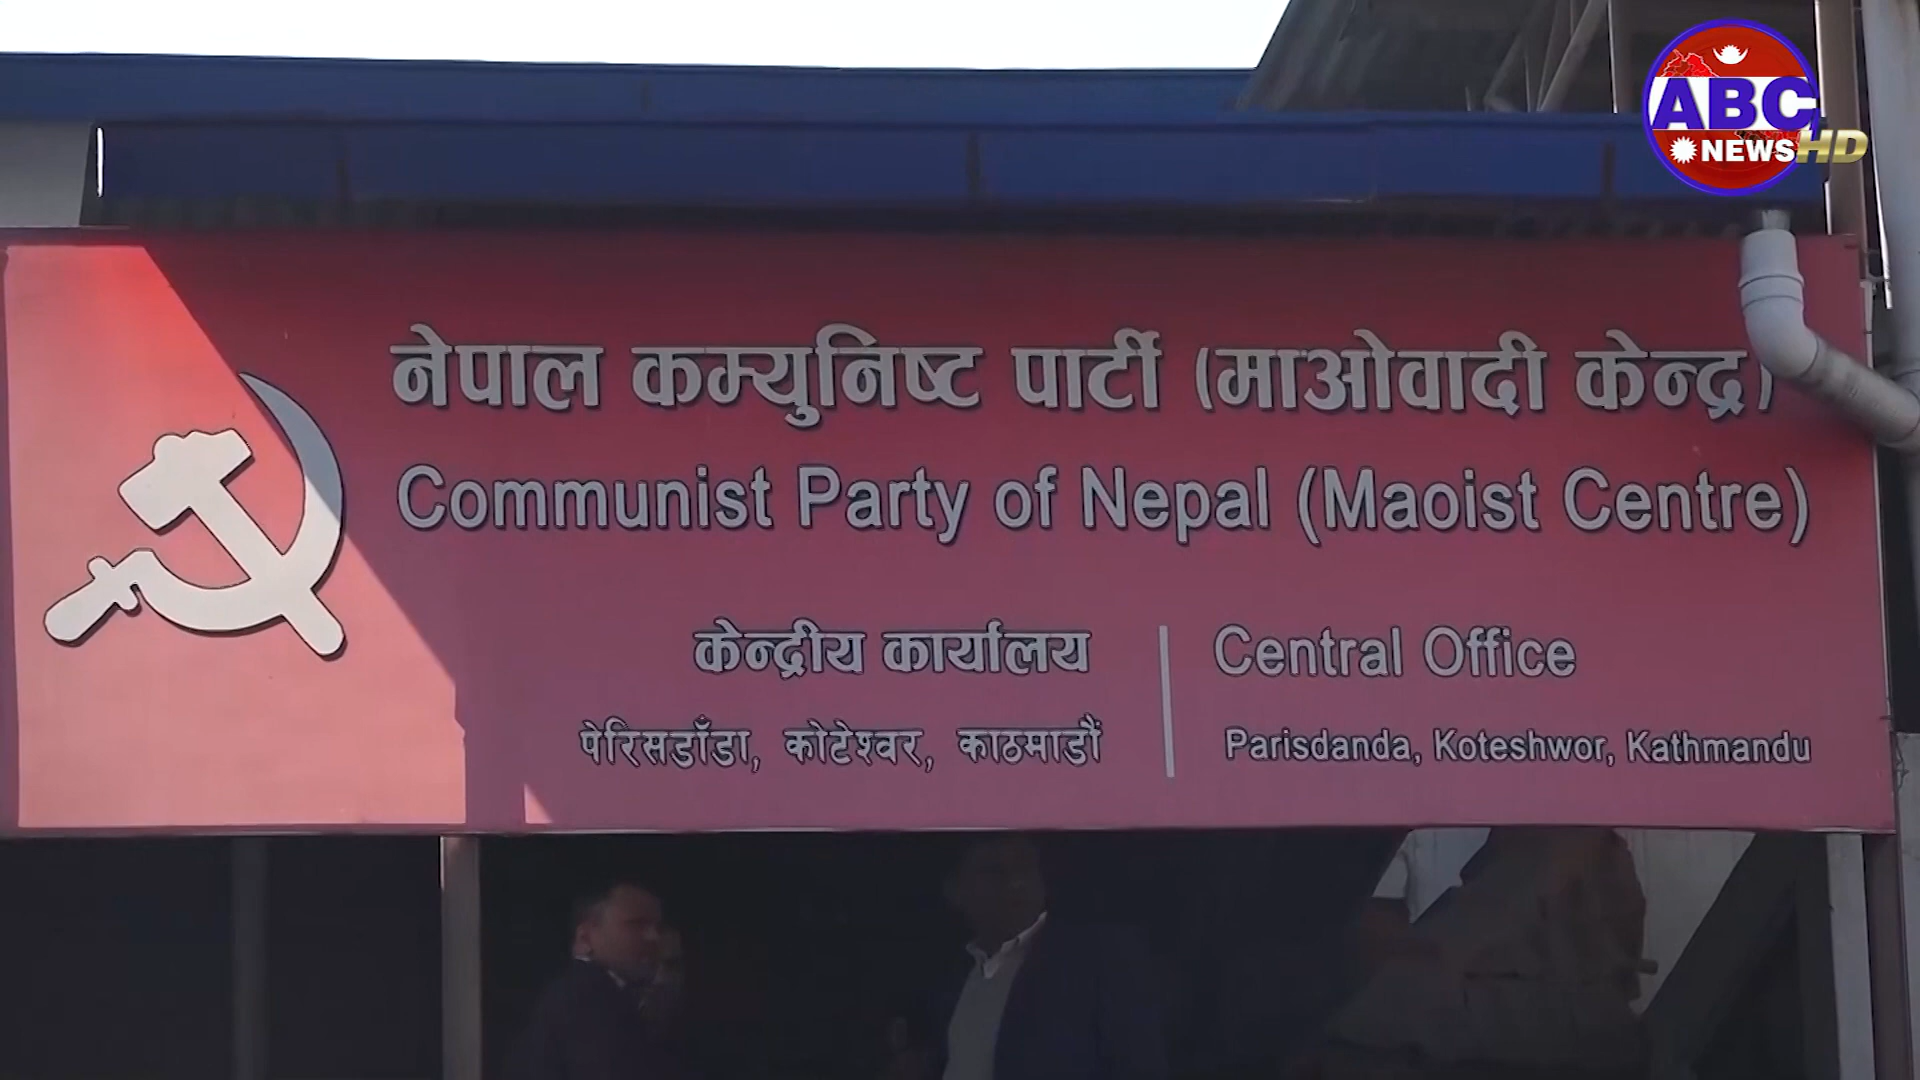 ABC
NEWS HD
नेपाल कम्युनिष्ट पार्टी (माओवादी केन्द्र)
Communist Party of Nepal (Maoist Centre)
केन्द्रीय कार्यालय
पेरिसडाँडा, कोटेश्वर, काठमाडौं
Central Office
Parisdanda, Koteshwor, Kathmandu